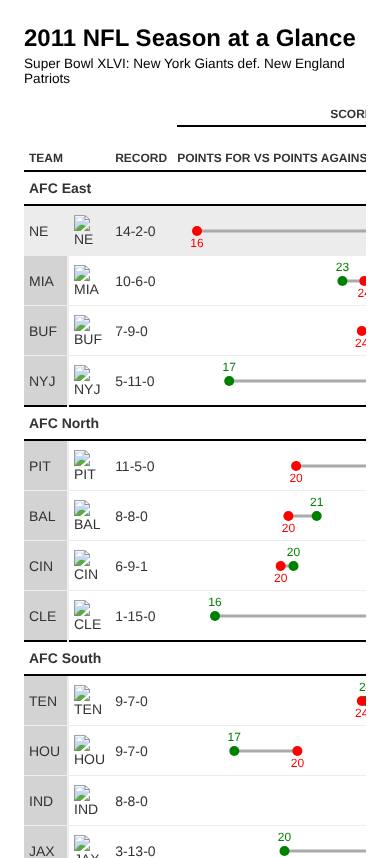 2011 NFL Season at a Glance
Super Bowl XLVI: New York Giants def. New England
Patriots
SCORI
TEAM RECORD POINTS FOR VS POINTS AGAINS
AFC East
NE NE 14-2-0 16
MIA MIA 10-6-0 23 24
BUF BUF 7-9-0 24
NYJ NYJ 5-11-0 17
AFC North
PIT PIT 11-5-0 20
BAL BAL 8-8-0 21 20
CIN CIN 6-9-1 20 20
CLE CLE 1-15-0 16
AFC South
TEN TEN 9-7-0 2 24
HOU HOU 9-7-0 17 20
IND IND 8-8-0
JAX JAX 3-13-0 20